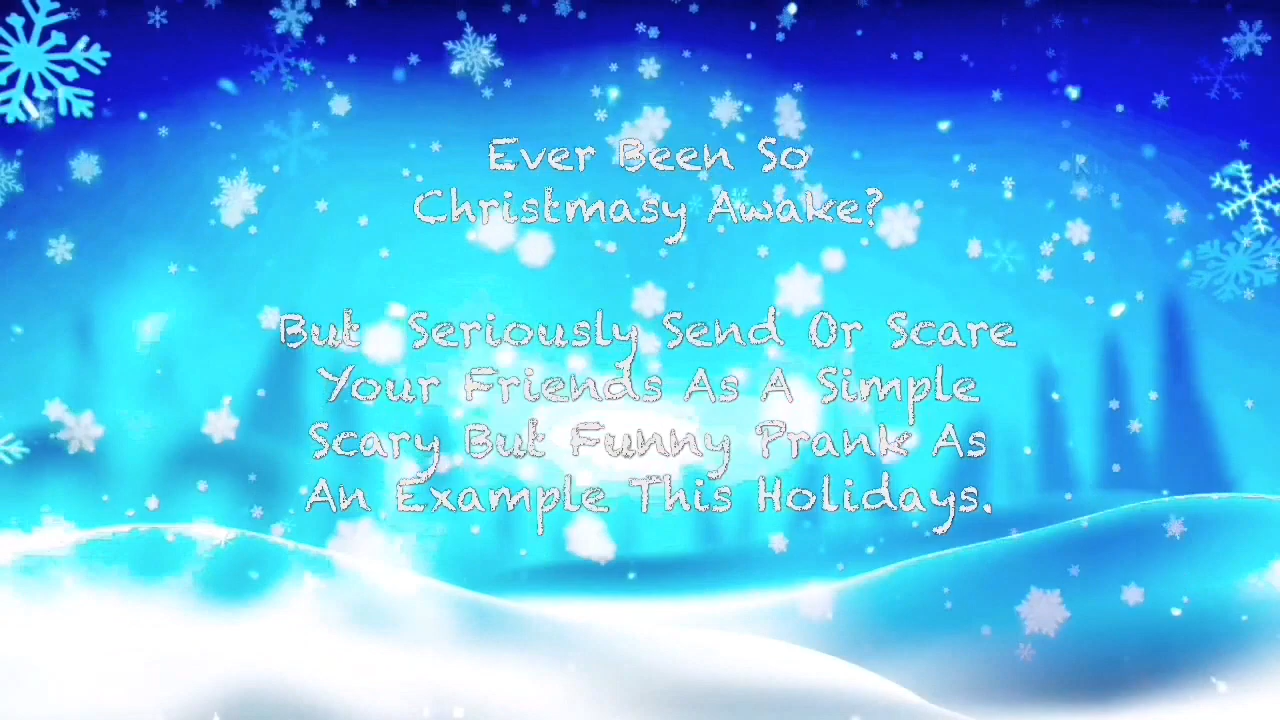 Ever Been So
Christmasy Awake?
But Seriously Send Or Scare
Your Friends As A Simple
Scary But Funny Prank As
An Example This Holidays.